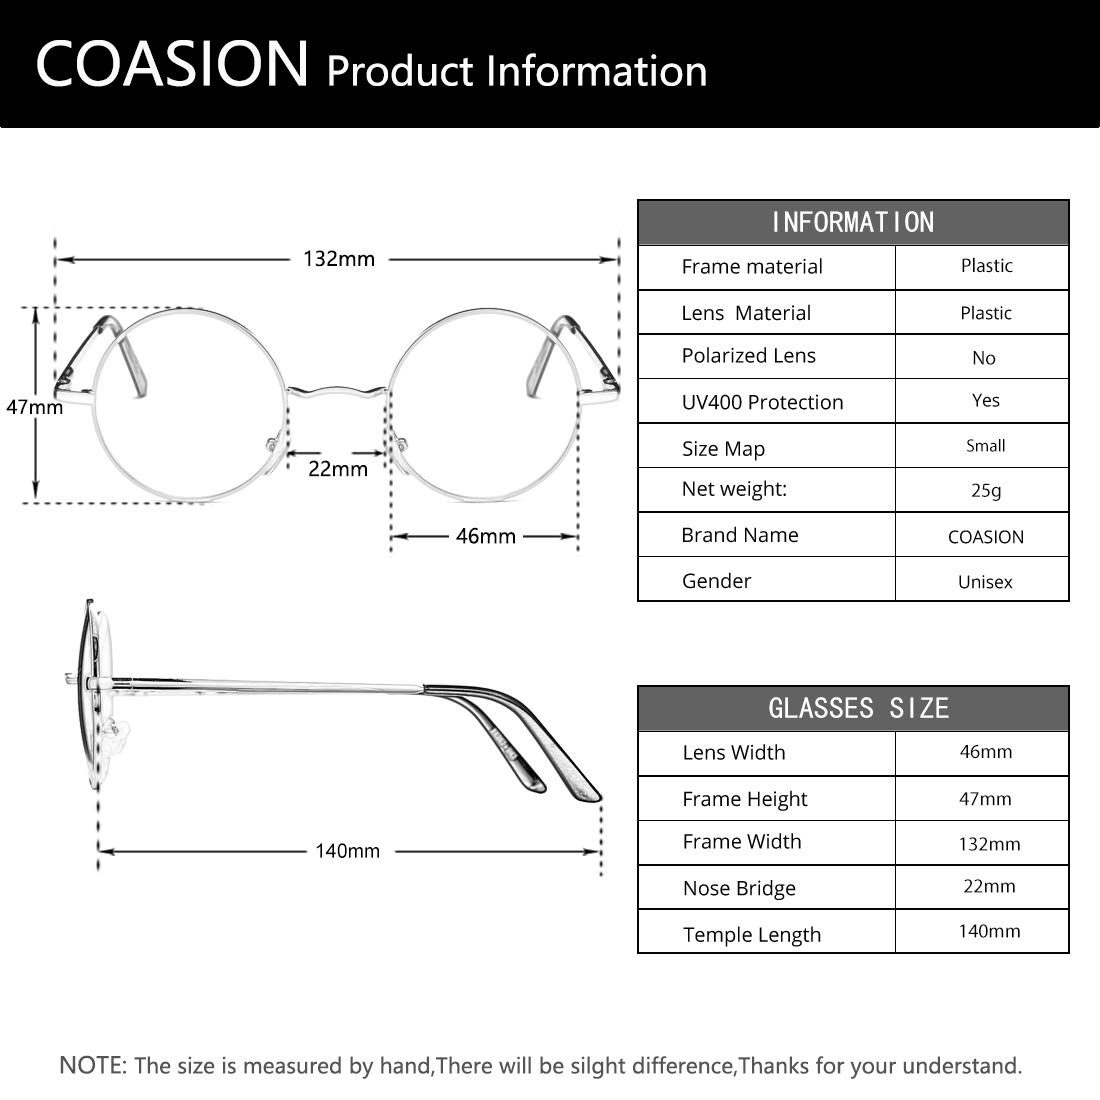 COASION Product Information
132mm
47mm
22mm
46mm
140mm
INFORMATION
Frame material Plastic
Lens Material Plastic
Polarized Lens No
UV400 Protection Yes
Size Map Small
Net weight: 25g
Brand Name COASION
Gender Unisex
GLASSES SIZE
Lens Width 46mm
Frame Height 47mm
Frame Width 132mm
Nose Bridge 22mm
Temple Length 140mm
NOTE: The size is measured by hand,There will be silght difference,Thanks for your understand.